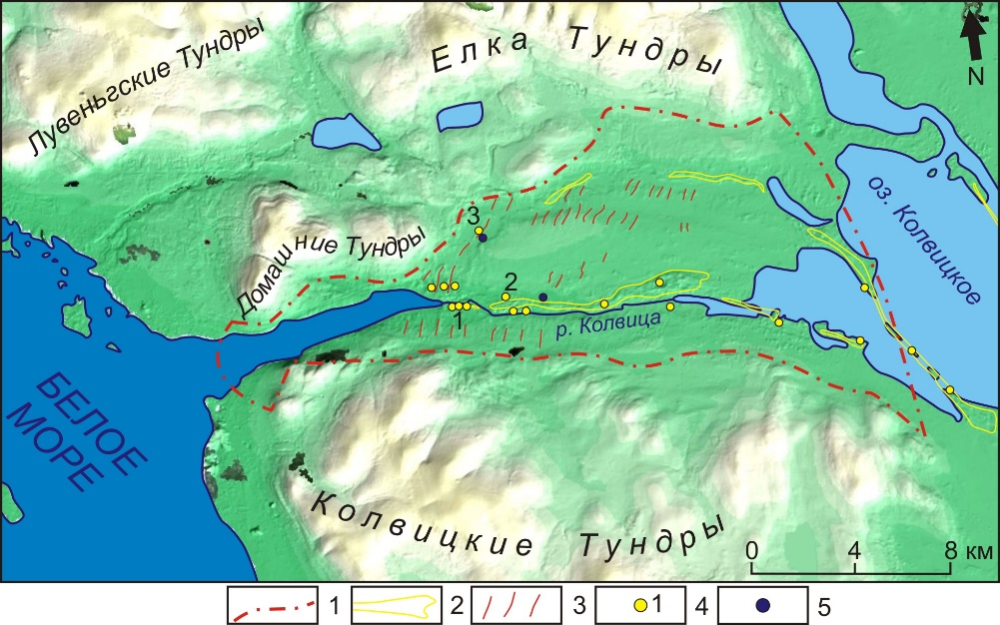 Лувеньгские Тундры
Елка Тундры
N
оз. Колвицкое
3
Домашние Тундры
2
1
р. Колвица
БЕЛОЕ
МОРЕ
Колвицкие Тундры
0 4 8 км
1 2 3 1 4 5